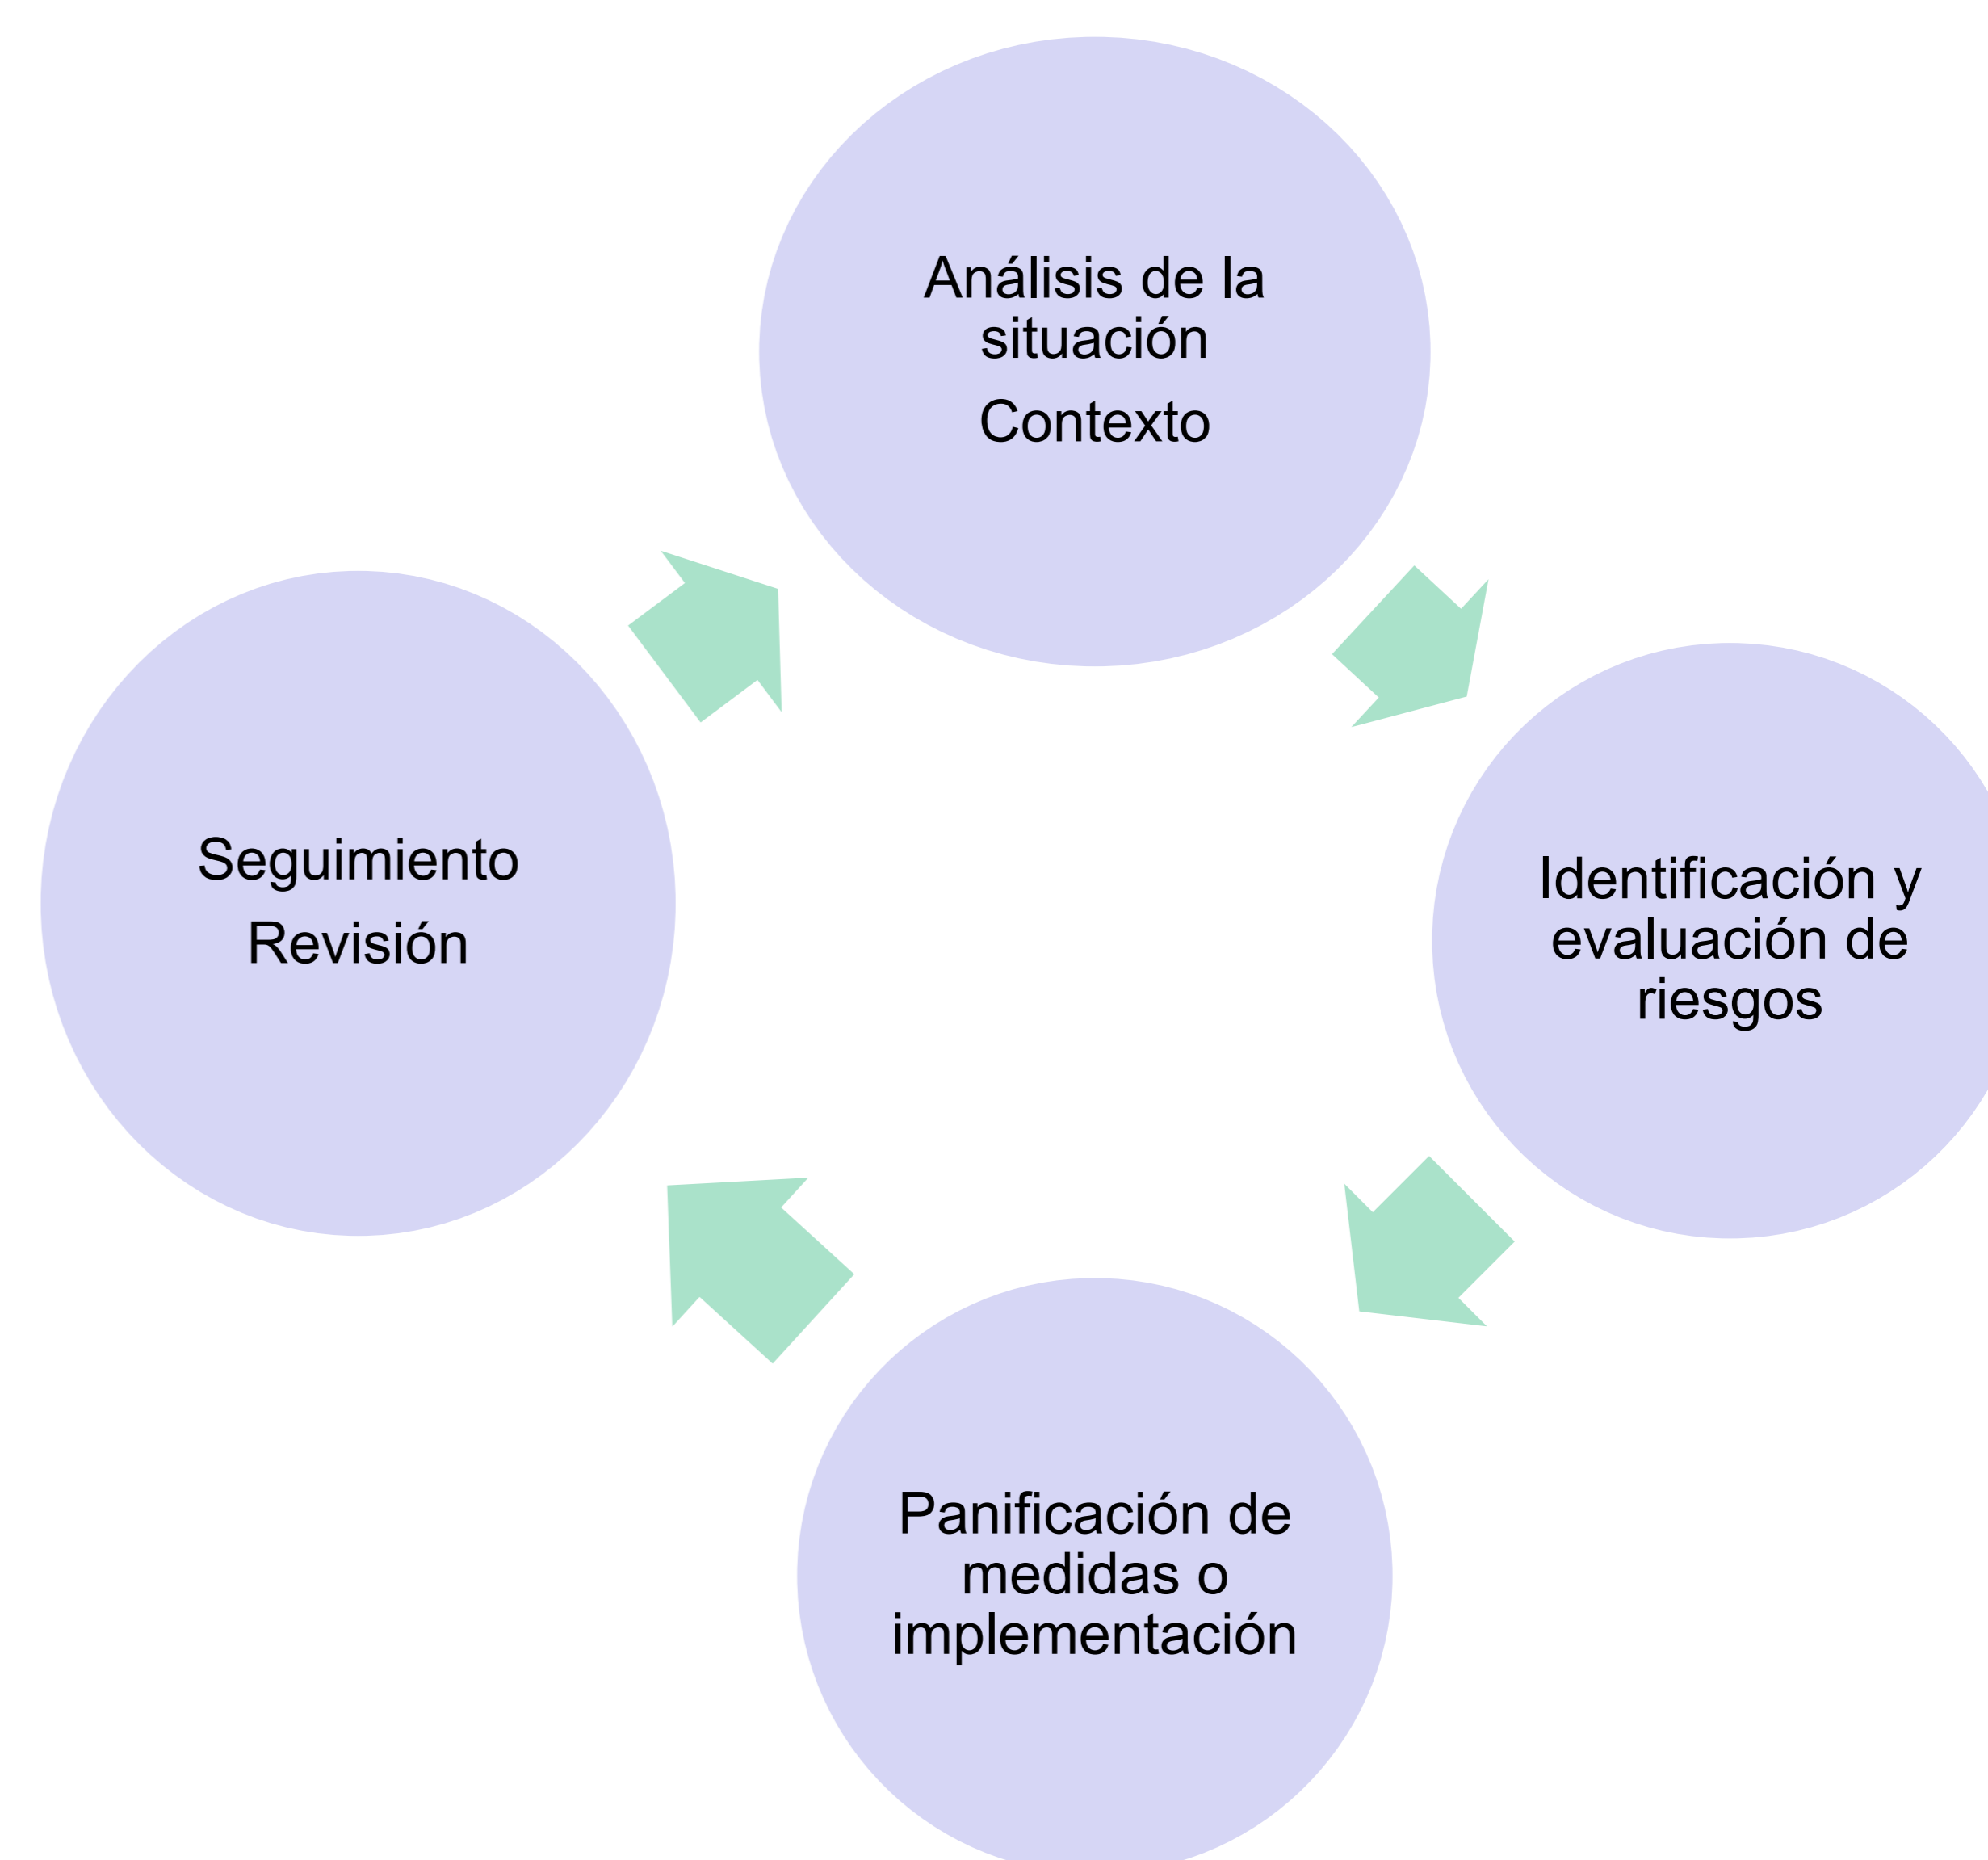 Análisis de la
situación
Contexto
Identificación y
evaluación de
riesgos
Panificación de
medidas o
implementación
Seguimiento
Revisión